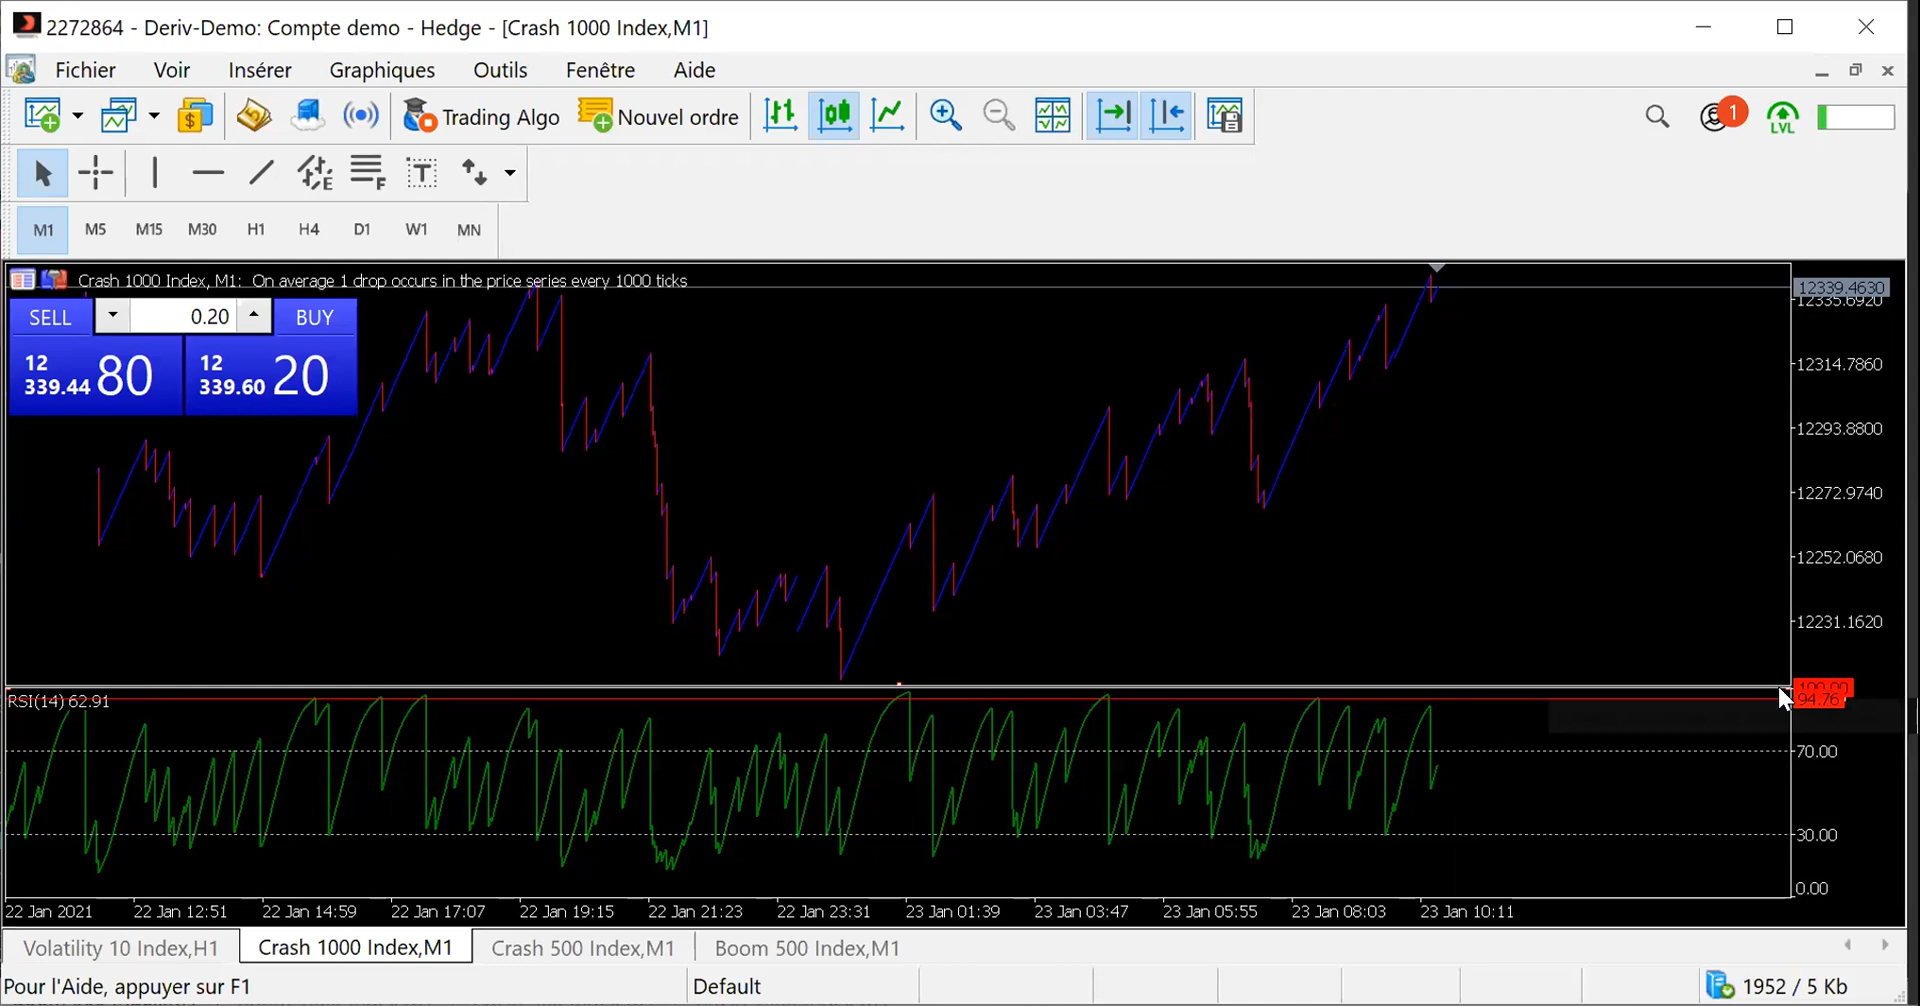 2272864 - Deriv-Demo: Compte demo - Hedge - [Crash 1000 Index,M1]
Fichier Voir Insérer Graphiques Outils Fenêtre Aide
Trading Algo Nouvel ordre 1 LVL
E F T
M1 M5 M15 M30 H1 H4 D1 W1 MN
Crash 1000 Index, M1: On average 1 drop occurs in the price series every 1000 ticks
12339.4630
12335.6920
SELL 0.20 BUY
12 339.44 80 12 339.60 20
12314.7860
12293.8800
12272.9740
12252.0680
12231.1620
RSI(14) 62.91
100.00
94.76
70.00
30.00
0.00
22 Jan 2021 22 Jan 12:51 22 Jan 14:59 22 Jan 17:07 22 Jan 19:15 22 Jan 21:23 22 Jan 23:31 23 Jan 01:39 23 Jan 03:47 23 Jan 05:55 23 Jan 08:03 23 Jan 10:11
Volatility 10 Index,H1 Crash 1000 Index,M1 Crash 500 Index,M1 Boom 500 Index,M1
Pour l'Aide, appuyer sur F1 Default 1952 / 5 Kb